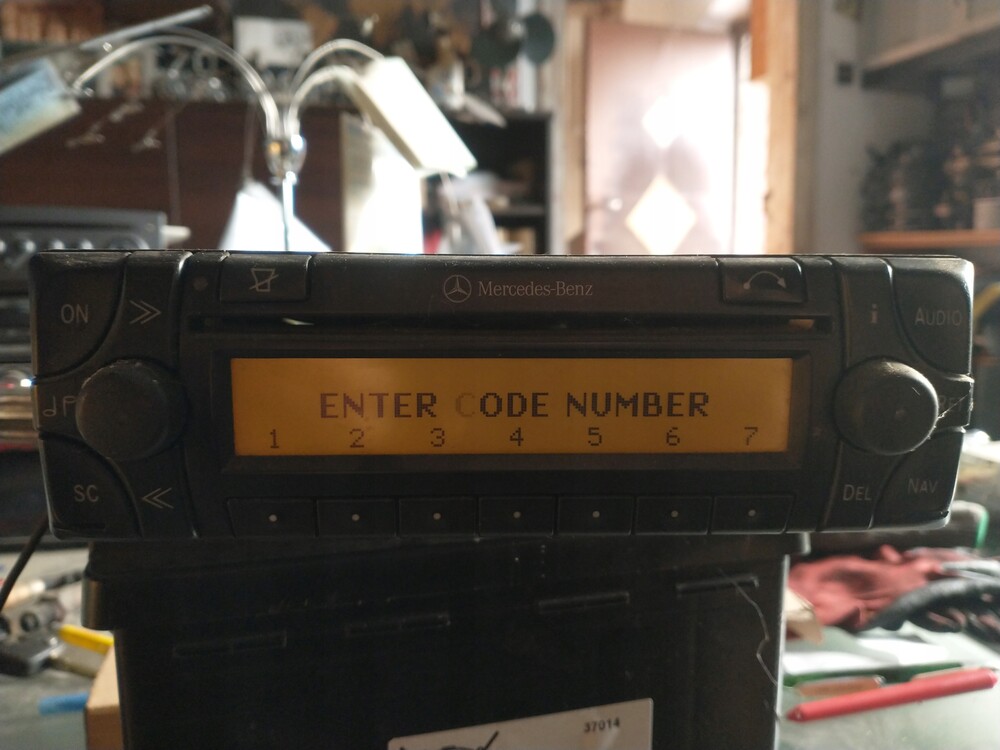 Mercedes-Benz
ON
i
AUDIO
ENTER CODE NUMBER
1 2 3 4 5 6 7
SC
DEL
NAV
37014